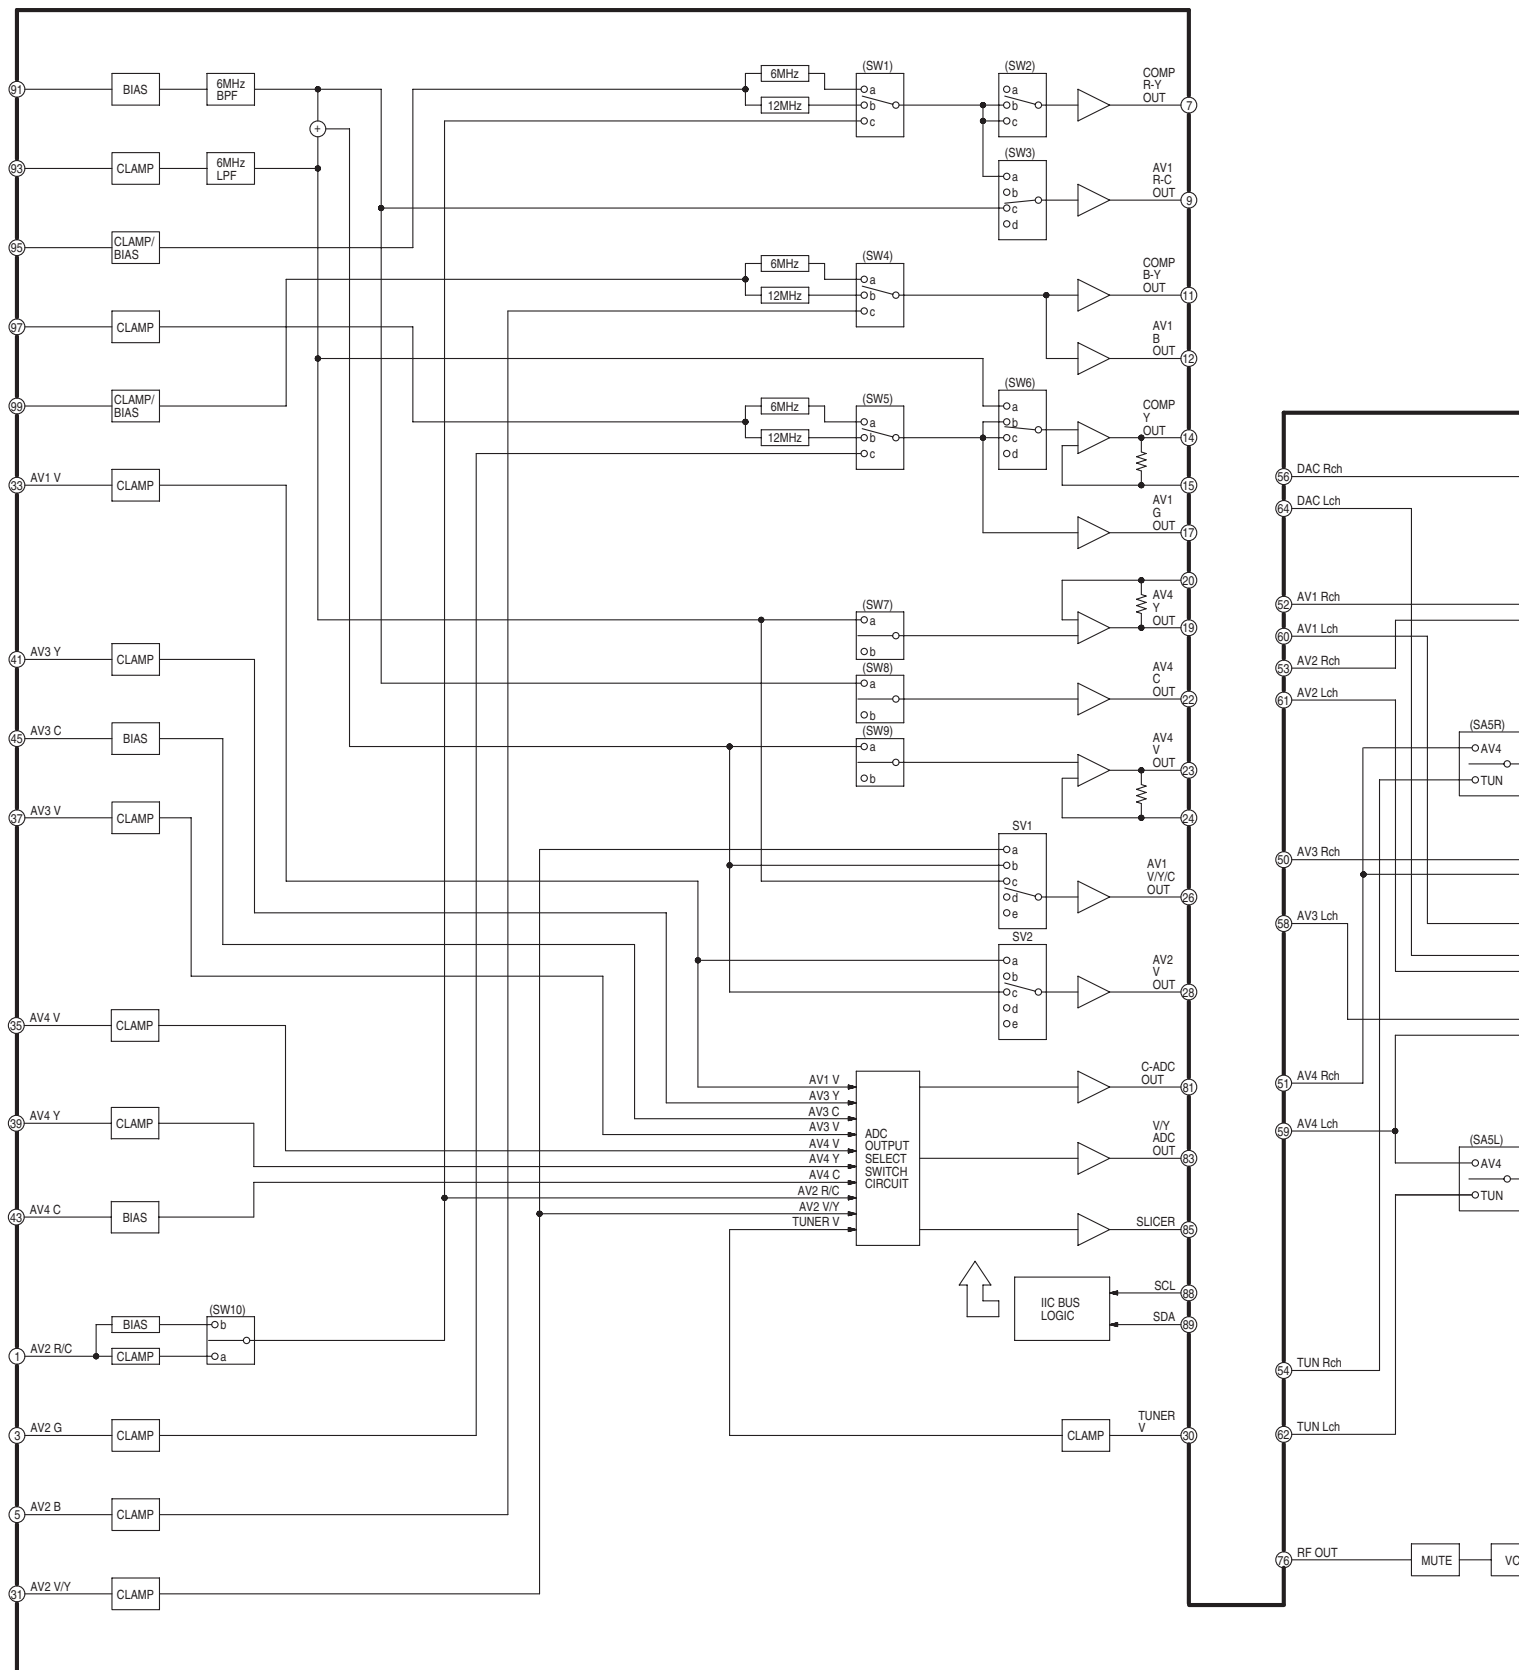 91
BIAS
6MHz
BPF
+
93
CLAMP
6MHz
LPF
95
CLAMP/
BIAS
97
CLAMP
99
CLAMP/
BIAS
33 AV1 V
CLAMP
41 AV3 Y
CLAMP
45 AV3 C
BIAS
37 AV3 V
CLAMP
35 AV4 V
CLAMP
39 AV4 Y
CLAMP
43 AV4 C
BIAS
1 AV2 R/C
BIAS
CLAMP
(SW10)
b
a
3 AV2 G
CLAMP
5 AV2 B
CLAMP
31 AV2 V/Y
CLAMP
6MHz
12MHz
(SW1)
a
b
c
(SW2)
a
b
c
COMP
R-Y
OUT
7
(SW3)
a
b
c
d
AV1
R-C
OUT
9
6MHz
12MHz
(SW4)
a
b
c
COMP
B-Y
OUT
11
AV1
B
OUT
12
6MHz
12MHz
(SW5)
a
b
c
(SW6)
a
b
c
d
COMP
Y
OUT
14
15
AV1
G
OUT
17
20
(SW7)
a
b
AV4
Y
OUT
19
(SW8)
a
b
AV4
C
OUT
22
(SW9)
a
b
AV4
V
OUT
23
24
SV1
a
b
c
d
e
AV1
V/Y/C
OUT
26
SV2
a
b
c
d
e
AV2
V
OUT
28
AV1 V
AV3 Y
AV3 C
AV3 V
AV4 V
AV4 Y
AV4 C
AV2 R/C
AV2 V/Y
TUNER V
ADC
OUTPUT
SELECT
SWITCH
CIRCUIT
C-ADC
OUT
81
V/Y
ADC
OUT
83
SLICER
85
IIC BUS
LOGIC
SCL
88
SDA
89
CLAMP
TUNER
V
30
56 DAC Rch
64 DAC Lch
52 AV1 Rch
60 AV1 Lch
53 AV2 Rch
61 AV2 Lch
(SA5R)
AV4
TUN
50 AV3 Rch
58 AV3 Lch
51 AV4 Rch
59 AV4 Lch
(SA5L)
AV4
TUN
54 TUN Rch
62 TUN Lch
76 RF OUT
MUTE